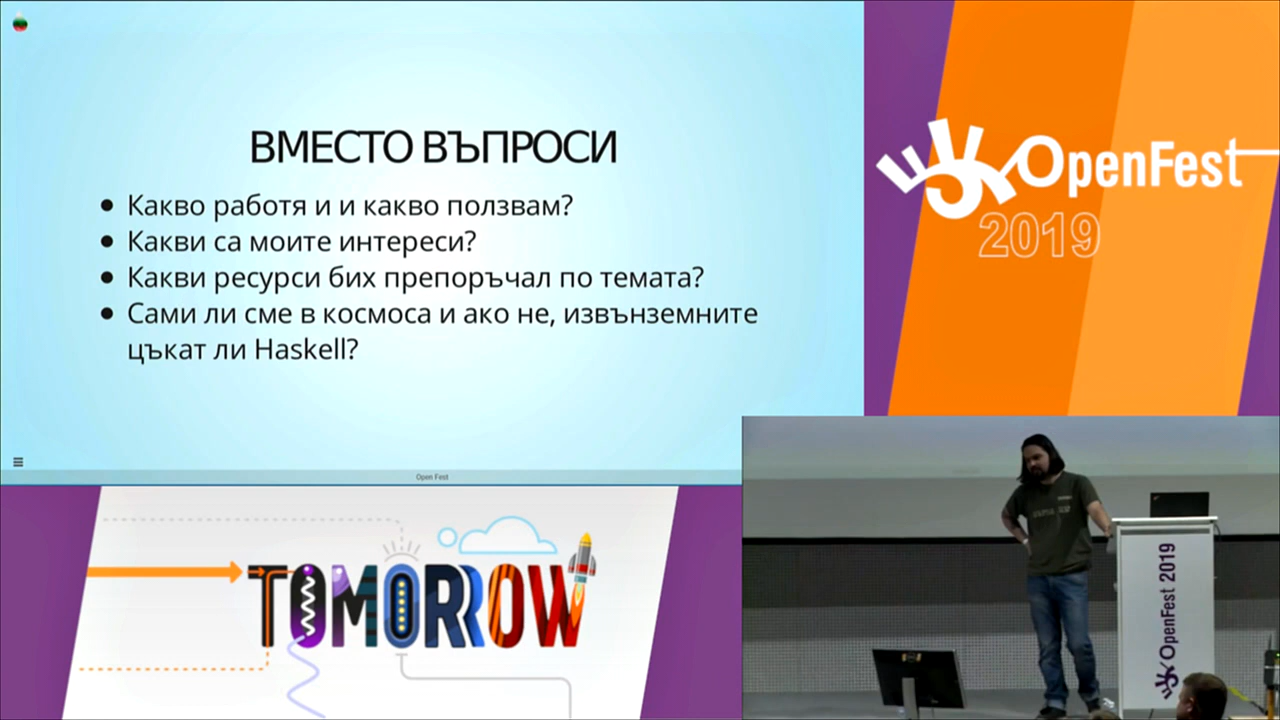 ВМЕСТО ВЪПРОСИ
Какво работя и и какво ползвам?
Какви са моите интереси?
Какви ресурси бих препоръчал по темата?
Сами ли сме в космоса и ако не, извънземните
цъкат ли Haskell?
Open Fest
OpenFest
2019
TOMORROW
OpenFest 2019